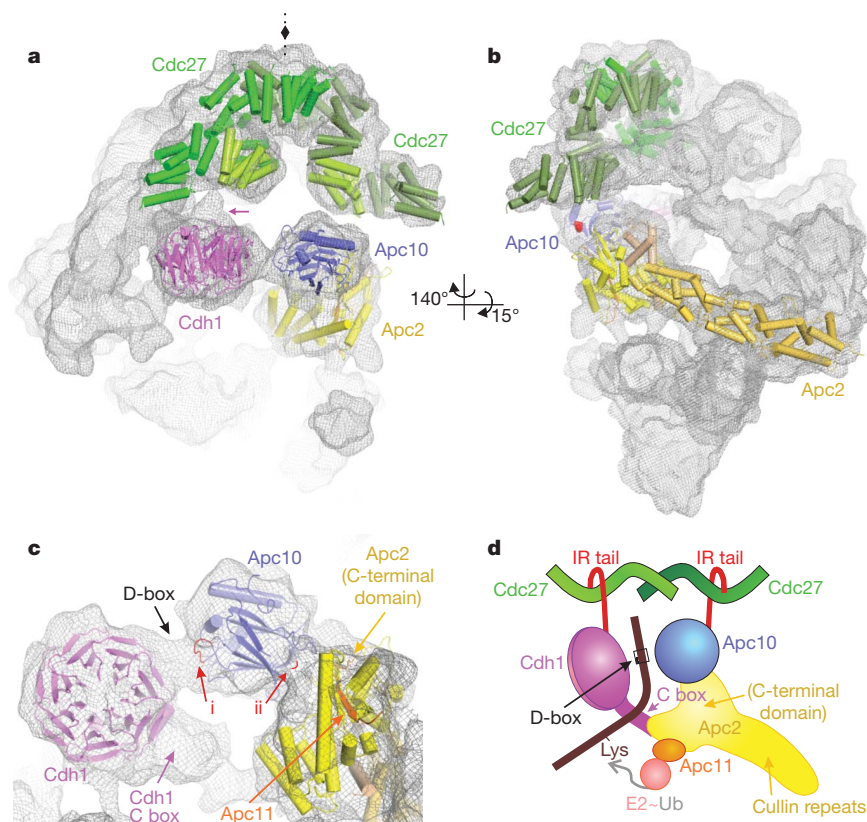 a
Cdc27
Cdc27
Apc10
Cdh1
Apc2
140°
15°
b
Cdc27
Apc10
Apc2
c
Apc10
Apc2
(C-terminal
domain)
D-box
i
ii
Cdh1
Cdh1
C box
Apc11
d
IR tail
IR tail
Cdc27
Cdc27
Cdh1
Apc10
C box
(C-terminal
domain)
D-box
Apc2
Lys
Apc11
E2~Ub
Cullin repeats